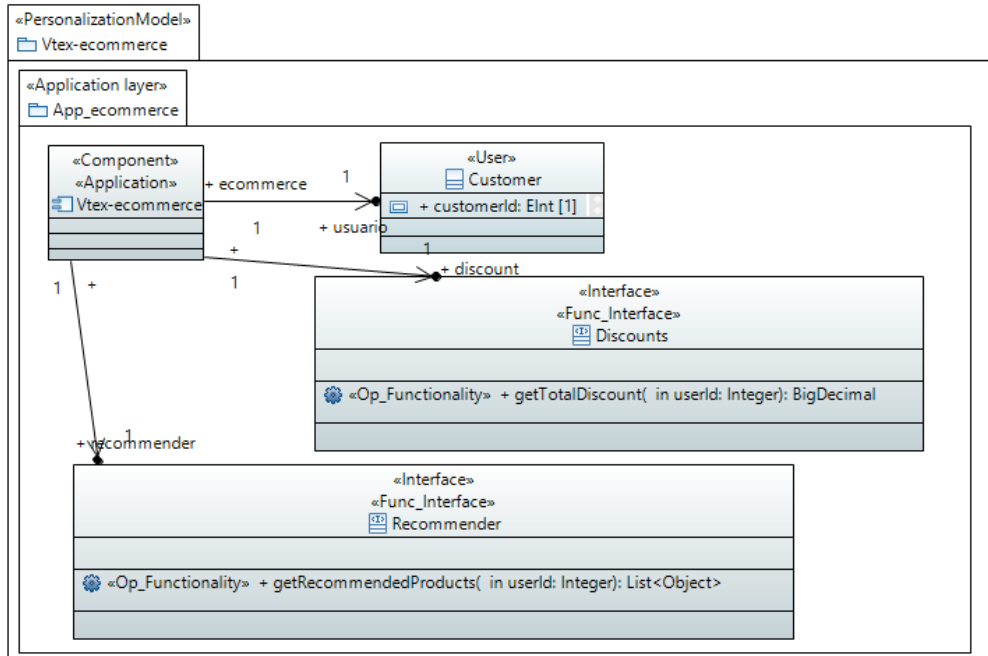 «PersonalizationModel»
Vtex-ecommerce
«Application layer»
App_ecommerce
«Component»
«Application»
Vtex-ecommerce
+ ecommerce
1
«User»
Customer
+ customerId: EInt [1]
1
+ usuario
+
1
1
+ discount
1
+
«Interface»
«Func_Interface»
Discounts
«Op_Functionality» + getTotalDiscount( in userId: Integer): BigDecimal
1
+ recommender
«Interface»
«Func_Interface»
Recommender
«Op_Functionality» + getRecommendedProducts( in userId: Integer): List<Object>